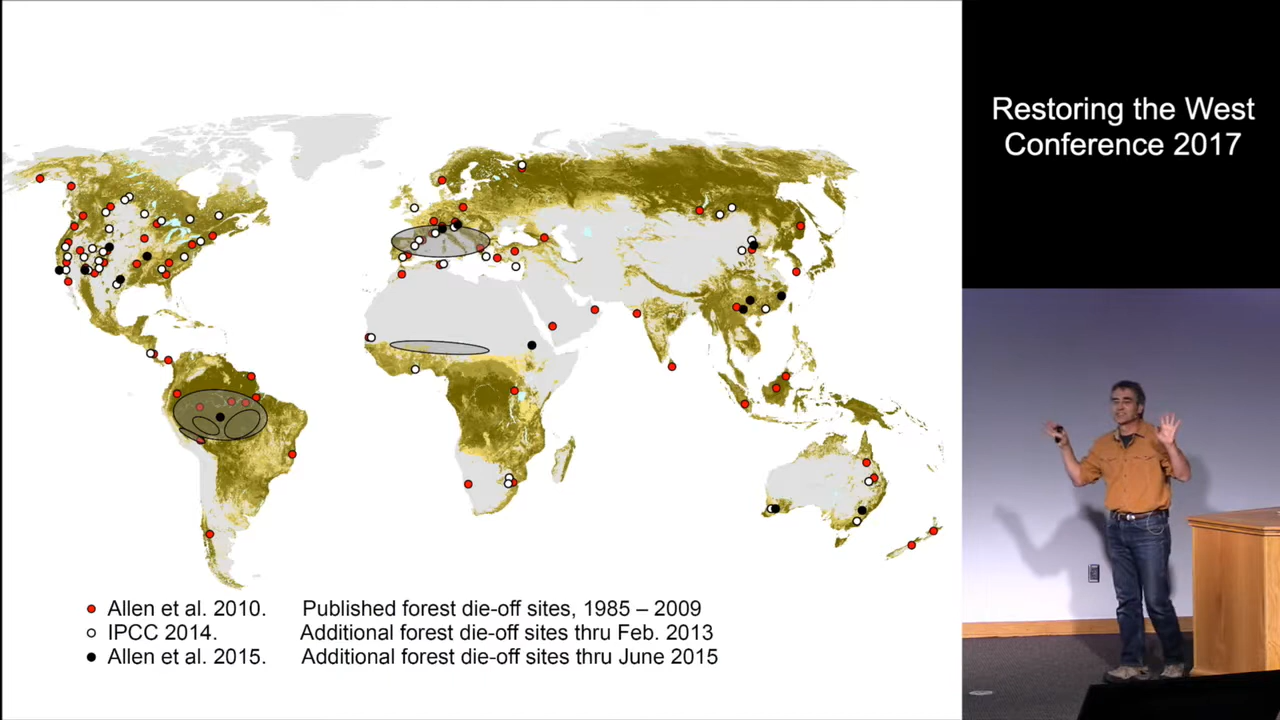 Restoring the West
Conference 2017
Allen et al. 2010. Published forest die-off sites, 1985 – 2009
IPCC 2014. Additional forest die-off sites thru Feb. 2013
Allen et al. 2015. Additional forest die-off sites thru June 2015